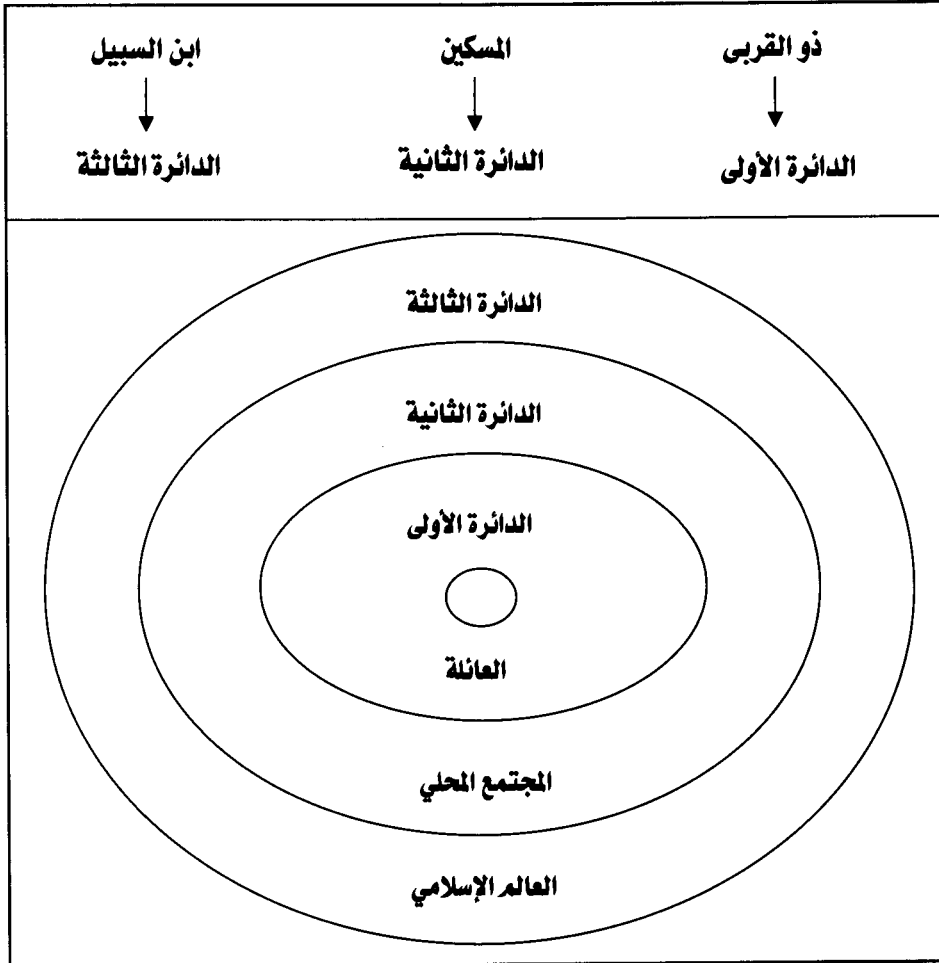 ذو القربى المسكين ابن السبيل
الدائرة الأولى الدائرة الثانية الدائرة الثالثة
الدائرة الثالثة
الدائرة الثانية
الدائرة الأولى
العائلة
المجتمع المحلي
العالم الإسلامي